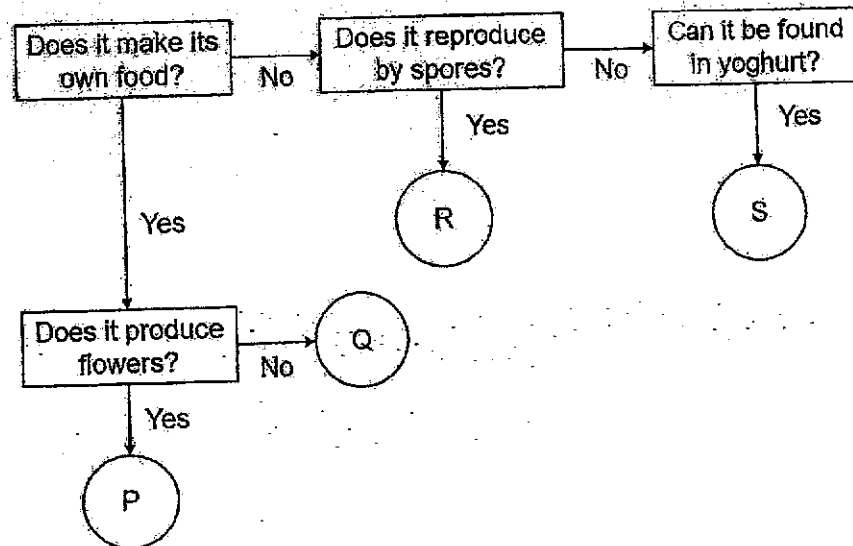 Does it make its
own food?
No
Does it reproduce
by spores?
No
Can it be found
in yoghurt?
Yes
Yes
R
S
Yes
Does it produce
flowers?
No
Q
Yes
P